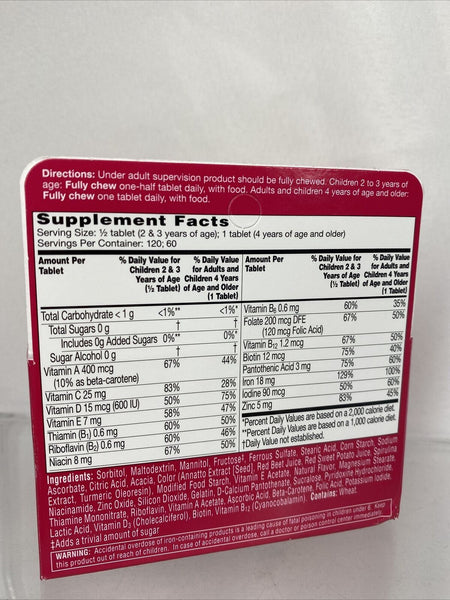 Directions: Under adult supervision product should be fully chewed. Children 2 to 3 years of
age: Fully chew one-half tablet daily, with food. Adults and children 4 years of age and older:
Fully chew one tablet daily, with food.
Supplement Facts
Serving Size: ½ tablet (2 & 3 years of age); 1 tablet (4 years of age and older)
Servings Per Container: 120; 60
Amount Per Tablet % Daily Value for Children 2 & 3 Years of Age (½ Tablet) % Daily Value for Adults and Children 4 Years of Age and Older (1 Tablet)
Total Carbohydrate < 1 g <1%** <1%*
Total Sugars 0 g † †
Includes 0g Added Sugars 0%** 0%*
Sugar Alcohol 0 g † †
Vitamin A 400 mcg 67% 44%
(10% as beta-carotene)
Vitamin C 25 mg 83% 28%
Vitamin D 15 mcg (600 IU) 50% 75%
Vitamin E 7 mg 58% 47%
Thiamin (B₁) 0.6 mg 60% 50%
Riboflavin (B₂) 0.6 mg 60% 46%
Niacin 8 mg 67% 50%
Amount Per Tablet % Daily Value for Children 2 & 3 Years of Age (½ Tablet) % Daily Value for Adults and Children 4 Years of Age and Older (1 Tablet)
Vitamin B₆ 0.6 mg 60% 35%
Folate 200 mcg DFE 67% 50%
(120 mcg Folic Acid)
Vitamin B₁₂ 1.2 mcg 67% 50%
Biotin 12 mcg 75% 40%
Pantothenic Acid 3 mg 75% 60%
Iron 18 mg 129% 100%
Iodine 90 mcg 50% 60%
Zinc 5 mg 83% 45%
*Percent Daily Values are based on a 2,000 calorie diet.
**Percent Daily Values are based on a 1,000 calorie diet.
†Daily Value not established.
Ingredients: Sorbitol, Maltodextrin, Mannitol, Fructose‡, Ferrous Sulfate, Stearic Acid, Corn Starch, Sodium
Ascorbate, Citric Acid, Acacia, Color (Annatto Extract [Seed], Red Beet Juice, Red Sweet Potato Juice, Spirulina
Extract, Turmeric Oleoresin), Modified Food Starch, Vitamin E Acetate, Natural Flavor, Magnesium Stearate,
Niacinamide, Zinc Oxide, Silicon Dioxide, Gelatin, D-Calcium Pantothenate, Sucralose, Pyridoxine Hydrochloride,
Thiamine Mononitrate, Riboflavin, Vitamin A Acetate, Ascorbic Acid, Beta-Carotene, Folic Acid, Potassium Iodide,
Lactic Acid, Vitamin D₃ (Cholecalciferol), Biotin, Vitamin B₁₂ (Cyanocobalamin). Contains: Wheat.
‡Adds a trivial amount of sugar
WARNING: Accidental overdose of iron-containing products is a leading cause of fatal poisoning in children under 6. Keep
this product out of reach of children. In case of accidental overdose, call a doctor or poison control center immediately.